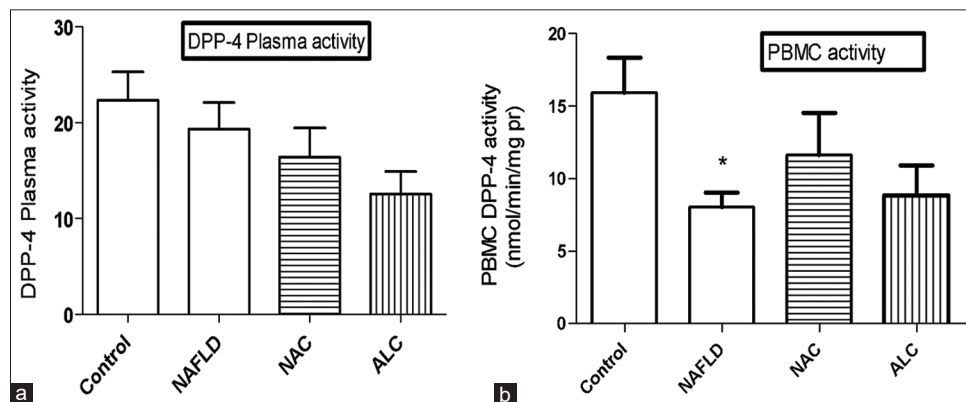 DPP-4 Plasma activity
30
20
10
0
DPP-4 Plasma activity
Control
NAFLD
NAC
ALC
a
PBMC activity
20
15
10
5
0
PBMC DPP-4 activity
(nmol/min/mg pr)
*
Control
NAFLD
NAC
ALC
b